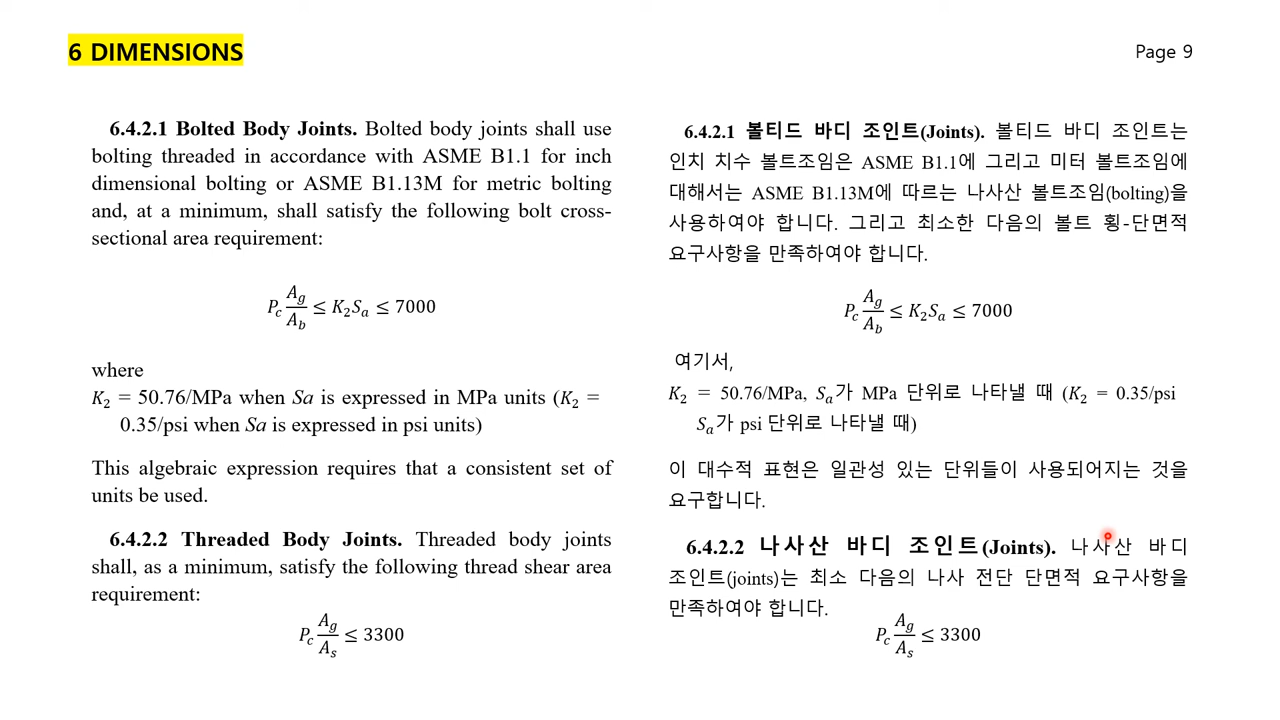 6 DIMENSIONS
Page 9
6.4.2.1 Bolted Body Joints. Bolted body joints shall use
bolting threaded in accordance with ASME B1.1 for inch
dimensional bolting or ASME B1.13M for metric bolting
and, at a minimum, shall satisfy the following bolt cross-
sectional area requirement:
P_c A_g/A_b ≤ K_2S_a ≤ 7000
where
K_2 = 50.76/MPa when Sa is expressed in MPa units (K_2 =
0.35/psi when Sa is expressed in psi units)
This algebraic expression requires that a consistent set of
units be used.
6.4.2.2 Threaded Body Joints. Threaded body joints
shall, as a minimum, satisfy the following thread shear area
requirement:
P_c A_g/A_s ≤ 3300
6.4.2.1 볼티드 바디 조인트(Joints). 볼티드 바디 조인트는
인치 치수 볼트조임은 ASME B1.1에 그리고 미터 볼트조임에
대해서는 ASME B1.13M에 따르는 나사산 볼트조임(bolting)을
사용하여야 합니다. 그리고 최소한 다음의 볼트 횡-단면적
요구사항을 만족하여야 합니다.
P_c A_g/A_b ≤ K_2S_a ≤ 7000
여기서,
K_2 = 50.76/MPa, S_a가 MPa 단위로 나타낼 때 (K_2 = 0.35/psi
S_a가 psi 단위로 나타낼 때)
이 대수적 표현은 일관성 있는 단위들이 사용되어지는 것을
요구합니다.
6.4.2.2 나사산 바디 조인트(Joints). 나사산 바디
조인트(joints)는 최소 다음의 나사 전단 단면적 요구사항을
만족하여야 합니다.
P_c A_g/A_s ≤ 3300